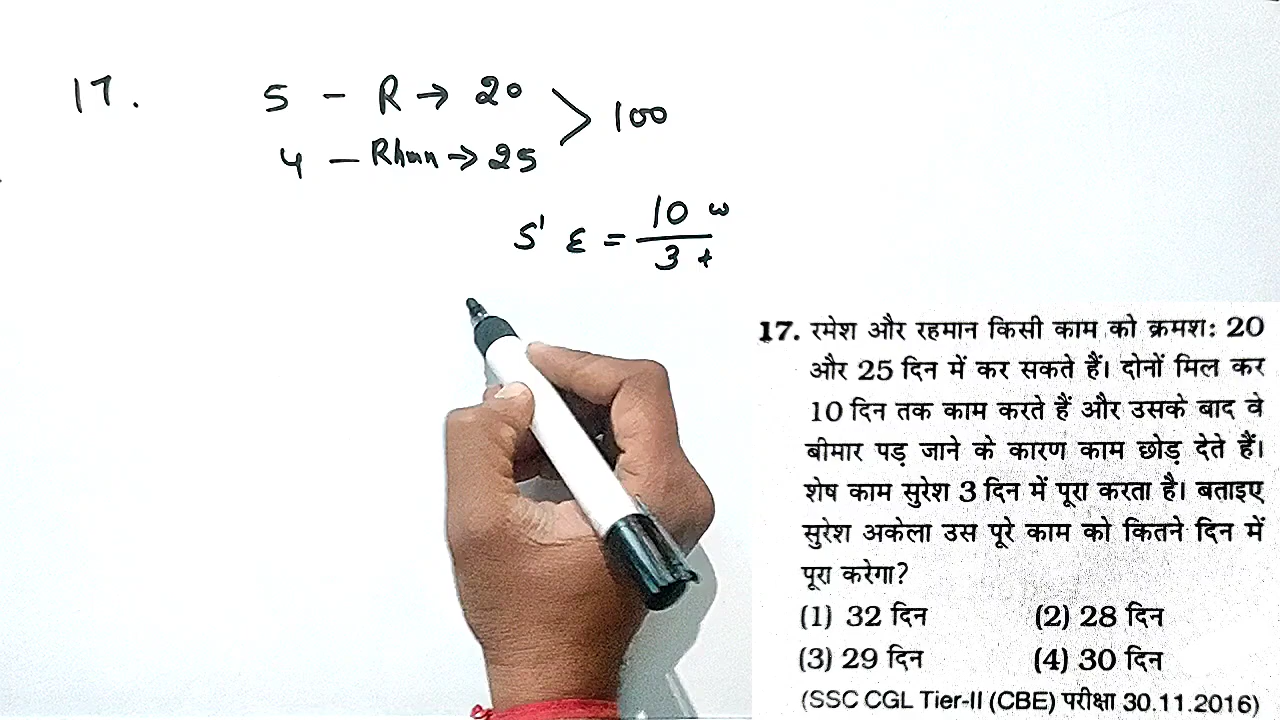 17. 5 - R → 20 > 100
4 - Rhmn → 25
S' ε = 10 w
3 t
17. रमेश और रहमान किसी काम को क्रमश: 20
और 25 दिन में कर सकते हैं। दोनों मिल कर
10 दिन तक काम करते हैं और उसके बाद वे
बीमार पड़ जाने के कारण काम छोड़ देते हैं।
शेष काम सुरेश 3 दिन में पूरा करता है। बताइए
सुरेश अकेला उस पूरे काम को कितने दिन में
पूरा करेगा?
(1) 32 दिन (2) 28 दिन
(3) 29 दिन (4) 30 दिन
(SSC CGL Tier-II (CBE) परीक्षा 30.11.2016)